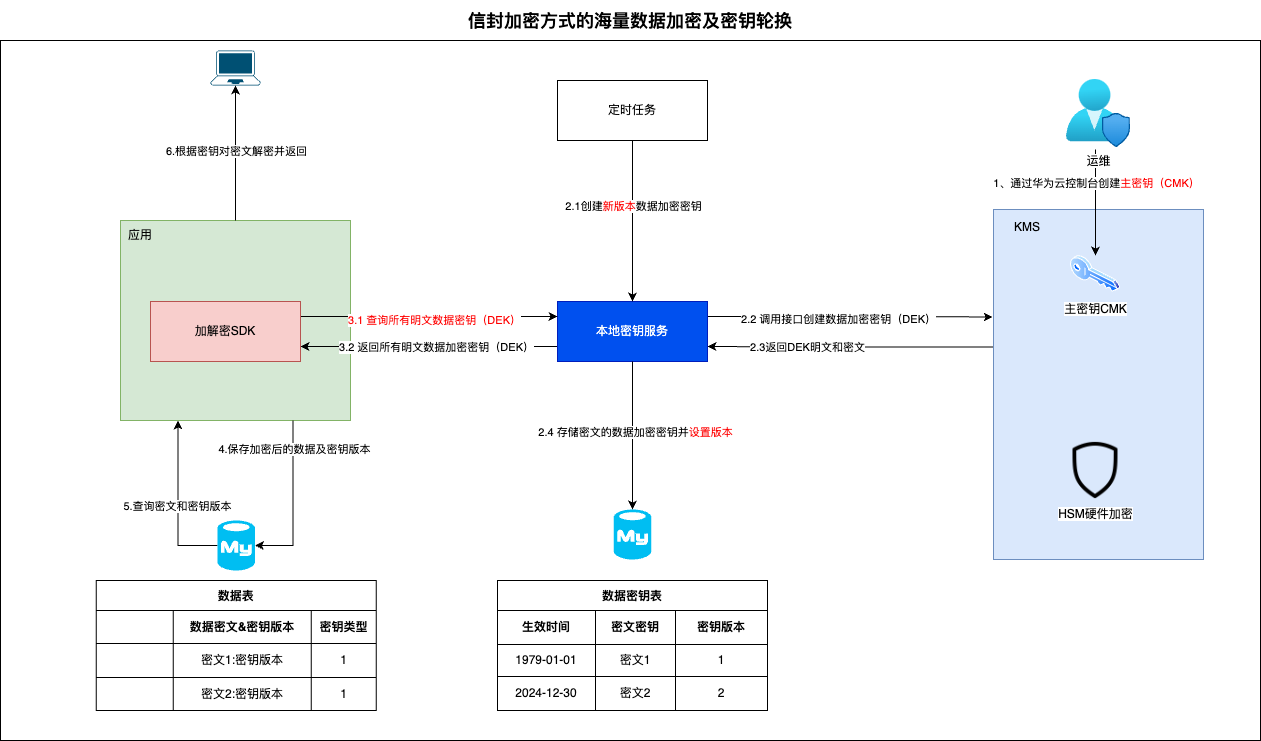 信封加密方式的海量数据加密及密钥轮换
定时任务
6.根据密钥对密文解密并返回
运维
1、通过华为云控制台创建主密钥（CMK）
2.1创建新版本数据加密密钥
应用
KMS
加解密SDK
3.1 查询所有明文数据密钥（DEK）
3.2 返回所有明文数据加密密钥（DEK）
本地密钥服务
2.2 调用接口创建数据加密密钥（DEK）
2.3返回DEK明文和密文
主密钥CMK
2.4 存储密文的数据加密密钥并设置版本
4.保存加密后的数据及密钥版本
5.查询密文和密钥版本
My
My
HSM硬件加密
数据表
数据密文&密钥版本 密钥类型
密文1:密钥版本 1
密文2:密钥版本 1
数据密钥表
生效时间 密文密钥 密钥版本
1979-01-01 密文1 1
2024-12-30 密文2 2